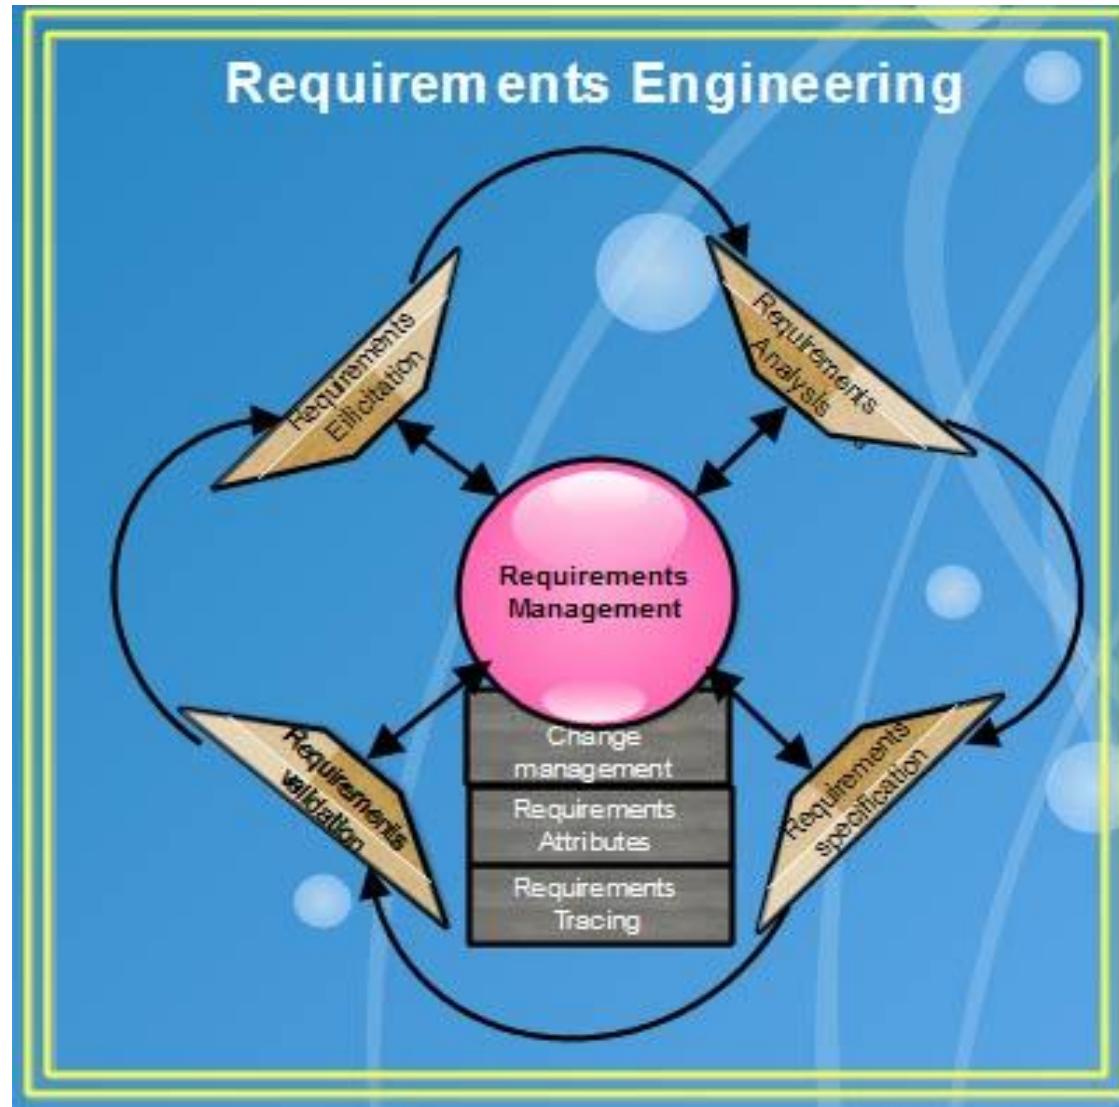 Requirements Engineering
Requirements
Elicitation
Requirements
Analysis
Requirements
Management
Requirements
validation
Requirements
specification
Change
management
Requirements
Attributes
Requirements
Tracing